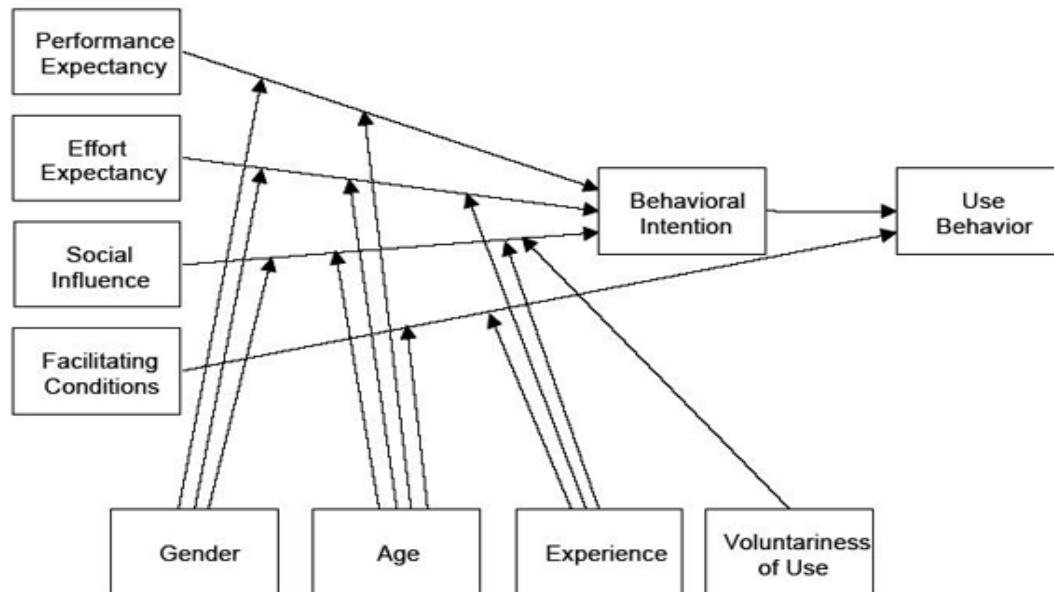 Performance
Expectancy
Effort
Expectancy
Social
Influence
Facilitating
Conditions
Behavioral
Intention
Use
Behavior
Gender
Age
Experience
Voluntariness
of Use